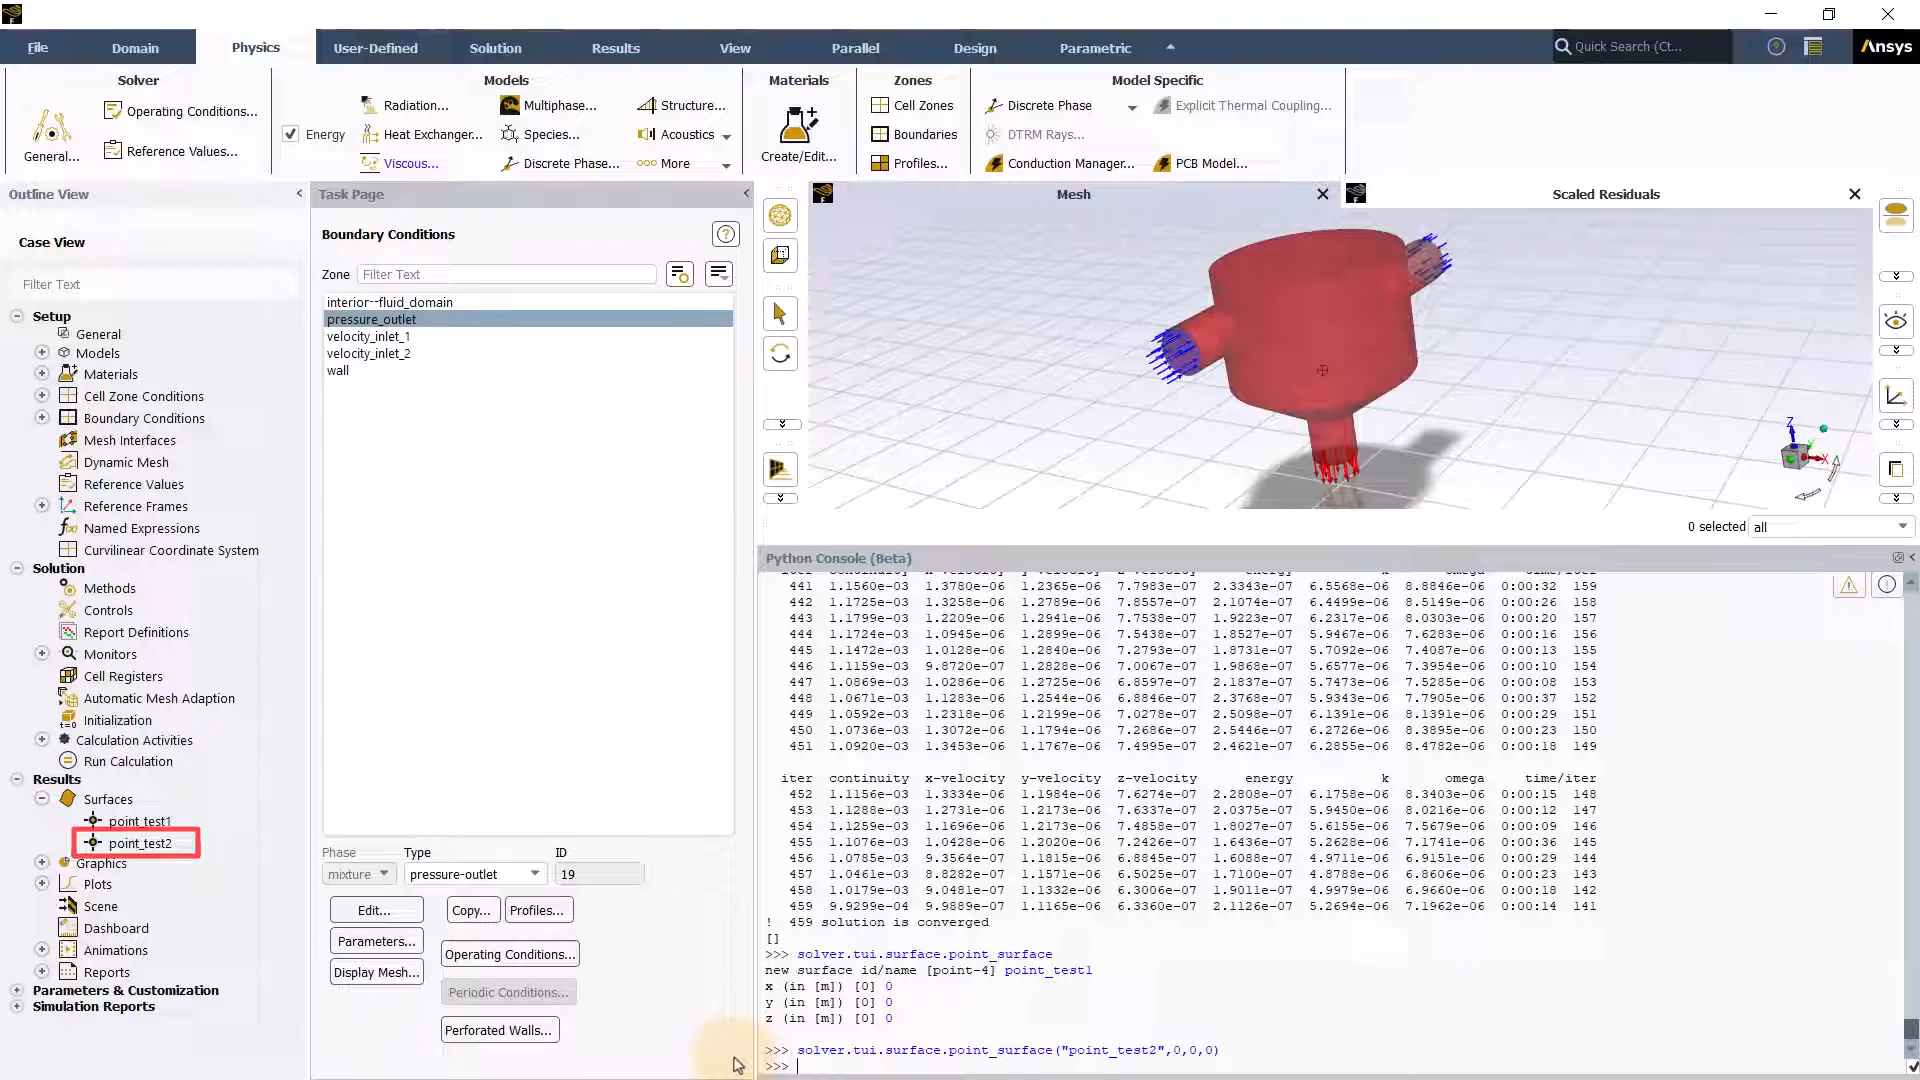 File
Domain
Physics
User-Defined
Solution
Results
View
Parallel
Design
Parametric
Quick Search (Ct...
Ansys
Solver
General...
Operating Conditions...
Reference Values...
Models
Energy
Radiation...
Heat Exchanger...
Viscous...
Multiphase...
Species...
Discrete Phase...
Structure...
Acoustics
More
Materials
Create/Edit...
Zones
Cell Zones
Boundaries
Profiles...
Model Specific
Discrete Phase
DTRM Rays...
Conduction Manager...
Explicit Thermal Coupling...
PCB Model...
Outline View
Case View
Filter Text
Setup
General
Models
Materials
Cell Zone Conditions
Boundary Conditions
Mesh Interfaces
Dynamic Mesh
Reference Values
Reference Frames
Named Expressions
Curvilinear Coordinate System
Solution
Methods
Controls
Report Definitions
Monitors
Cell Registers
Automatic Mesh Adaption
Initialization
Calculation Activities
Run Calculation
Results
Surfaces
point_test1
point_test2
Graphics
Plots
Scene
Dashboard
Animations
Reports
Parameters & Customization
Simulation Reports
Task Page
Boundary Conditions
Zone Filter Text
interior--fluid_domain
pressure_outlet
velocity_inlet_1
velocity_inlet_2
wall
Phase Type ID
mixture pressure-outlet 19
Edit... Copy... Profiles...
Parameters... Operating Conditions...
Display Mesh... Periodic Conditions...
Perforated Walls...
Mesh
Scaled Residuals
Z
Y
X
0 selected all
Python Console (Beta)
iter continuity x-velocity y-velocity z-velocity energy k omega time/iter
441 1.1560e-03 1.3780e-06 1.2365e-06 7.7983e-07 2.3343e-07 6.5568e-06 8.8846e-06 0:00:32 159
442 1.1725e-03 1.3258e-06 1.2789e-06 7.8557e-07 2.1074e-07 6.4499e-06 8.5149e-06 0:00:26 158
443 1.1799e-03 1.2209e-06 1.2941e-06 7.7538e-07 1.9223e-07 6.2317e-06 8.0303e-06 0:00:20 157
444 1.1724e-03 1.0945e-06 1.2899e-06 7.5438e-07 1.8527e-07 5.9467e-06 7.6283e-06 0:00:16 156
445 1.1472e-03 1.0128e-06 1.2840e-06 7.2793e-07 1.8731e-07 5.7092e-06 7.4087e-06 0:00:13 155
446 1.1159e-03 9.8720e-07 1.2828e-06 7.0067e-07 1.9868e-07 5.6577e-06 7.3954e-06 0:00:10 154
447 1.0869e-03 1.0286e-06 1.2725e-06 6.8597e-07 2.1837e-07 5.7473e-06 7.5285e-06 0:00:08 153
448 1.0671e-03 1.1283e-06 1.2544e-06 6.8846e-07 2.3768e-07 5.9343e-06 7.7905e-06 0:00:37 152
449 1.0592e-03 1.2318e-06 1.2199e-06 7.0278e-07 2.5098e-07 6.1391e-06 8.1391e-06 0:00:29 151
450 1.0736e-03 1.3072e-06 1.1794e-06 7.2686e-07 2.5446e-07 6.2726e-06 8.3895e-06 0:00:23 150
451 1.0920e-03 1.3453e-06 1.1767e-06 7.4995e-07 2.4621e-07 6.2855e-06 8.4782e-06 0:00:18 149
iter continuity x-velocity y-velocity z-velocity energy k omega time/iter
452 1.1156e-03 1.3334e-06 1.1984e-06 7.6274e-07 2.2808e-07 6.1758e-06 8.3403e-06 0:00:15 148
453 1.1288e-03 1.2731e-06 1.2173e-06 7.6337e-07 2.0375e-07 5.9450e-06 8.0216e-06 0:00:12 147
454 1.1259e-03 1.1696e-06 1.2173e-06 7.4858e-07 1.8027e-07 5.6155e-06 7.5679e-06 0:00:09 146
455 1.1076e-03 1.0428e-06 1.2020e-06 7.2426e-07 1.6436e-07 5.2628e-06 7.1741e-06 0:00:36 145
456 1.0785e-03 9.3564e-07 1.1815e-06 6.8845e-07 1.6088e-07 4.9711e-06 6.9151e-06 0:00:29 144
457 1.0461e-03 8.8282e-07 1.1571e-06 6.5025e-07 1.7100e-07 4.8788e-06 6.8606e-06 0:00:23 143
458 1.0179e-03 9.0481e-07 1.1332e-06 6.3006e-07 1.9011e-07 4.9979e-06 6.9660e-06 0:00:18 142
459 9.9299e-04 9.9889e-07 1.1165e-06 6.3360e-07 2.1126e-07 5.2694e-06 7.1962e-06 0:00:14 141
! 459 solution is converged
[]
>>> solver.tui.surface.point_surface
new surface id/name [point-4] point_test1
x (in [m]) [0] 0
y (in [m]) [0] 0
z (in [m]) [0] 0
>>> solver.tui.surface.point_surface("point_test2",0,0,0)
>>>